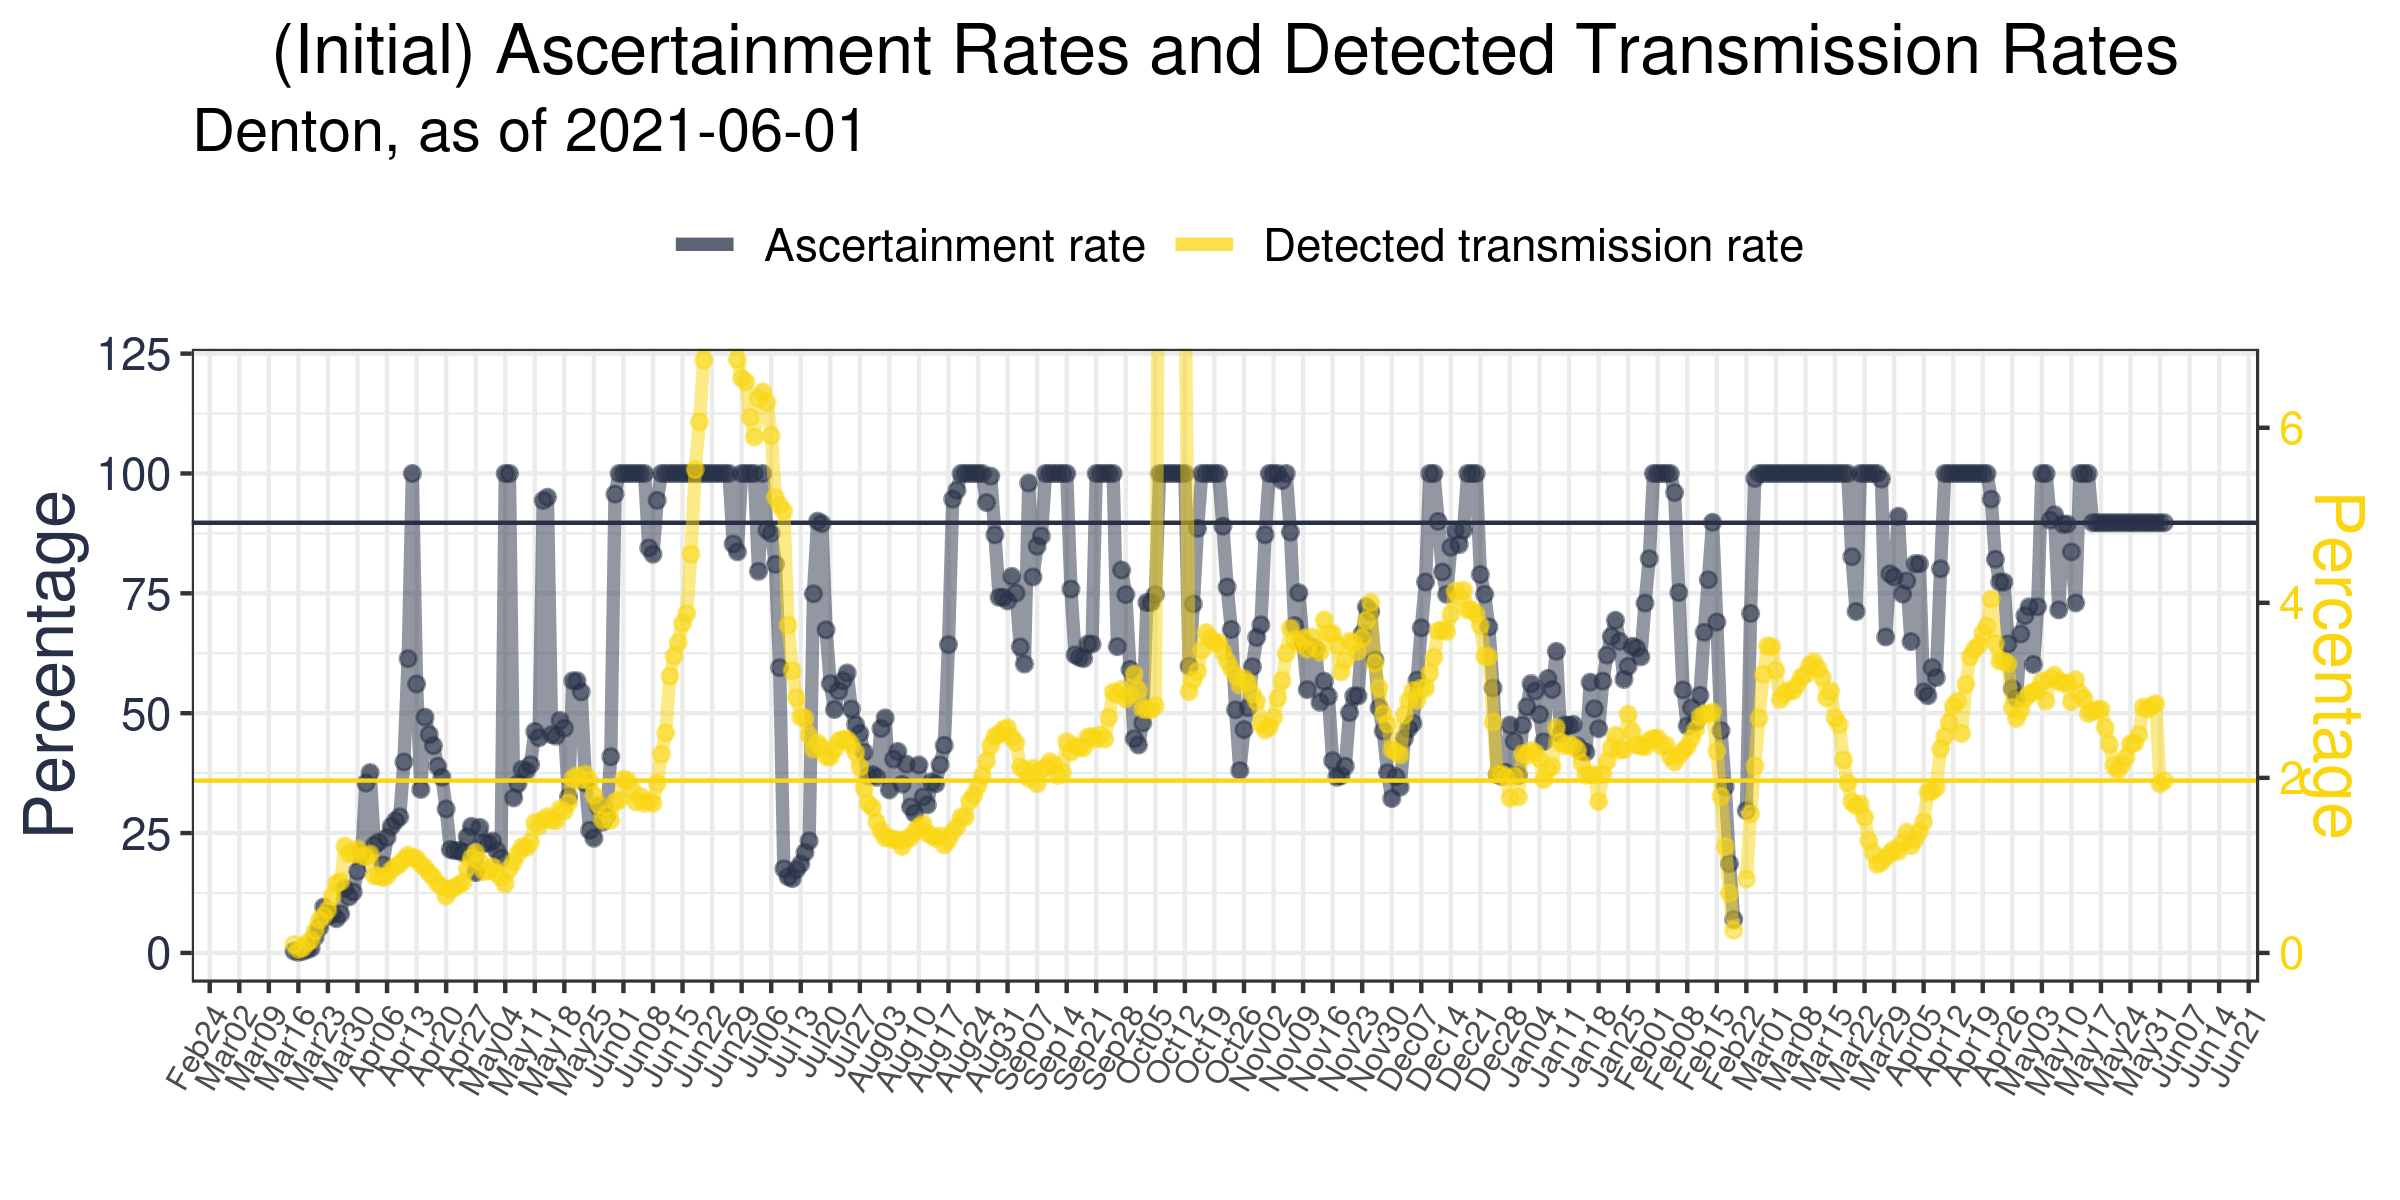 (Initial) Ascertainment Rates and Detected Transmission Rates
Denton, as of 2021-06-01
Ascertainment rate Detected transmission rate
Percentage
125
100
75
50
25
0
6
4
2
0
Percentage
Feb24 Mar02 Mar09 Mar16 Mar23 Mar30 Apr06 Apr13 Apr20 Apr27 May04 May11 May18 May25 Jun01 Jun08 Jun15 Jun22 Jun29 Jul06 Jul13 Jul20 Jul27 Aug03 Aug10 Aug17 Aug24 Aug31 Sep07 Sep14 Sep21 Sep28 Oct05 Oct12 Oct19 Oct26 Nov02 Nov09 Nov16 Nov23 Nov30 Dec07 Dec14 Dec21 Dec28 Jan04 Jan11 Jan18 Jan25 Feb01 Feb08 Feb15 Feb22 Mar01 Mar08 Mar15 Mar22 Mar29 Apr05 Apr12 Apr19 Apr26 May03 May10 May17 May24 May31 Jun07 Jun14 Jun21